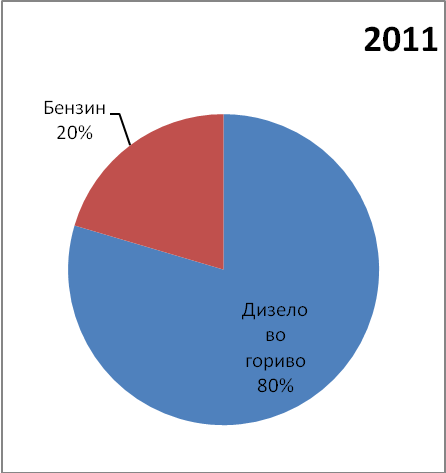 2011
Бензин
20%
Дизело
во
гориво
80%